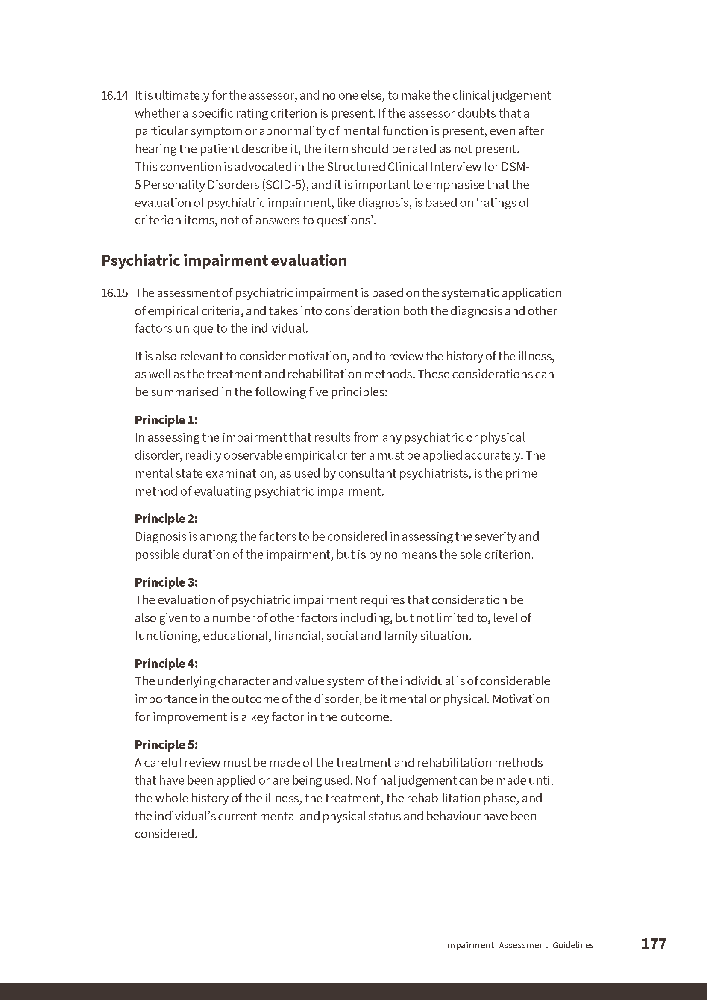 16.14 It is ultimately for the assessor, and no one else, to make the clinical judgement
whether a specific rating criterion is present. If the assessor doubts that a
particular symptom or abnormality of mental function is present, even after
hearing the patient describe it, the item should be rated as not present.
This convention is advocated in the Structured Clinical Interview for DSM-
5 Personality Disorders (SCID-5), and it is important to emphasise that the
evaluation of psychiatric impairment, like diagnosis, is based on ‘ratings of
criterion items, not of answers to questions’.
Psychiatric impairment evaluation
16.15 The assessment of psychiatric impairment is based on the systematic application
of empirical criteria, and takes into consideration both the diagnosis and other
factors unique to the individual.
It is also relevant to consider motivation, and to review the history of the illness,
as well as the treatment and rehabilitation methods. These considerations can
be summarised in the following five principles:
Principle 1:
In assessing the impairment that results from any psychiatric or physical
disorder, readily observable empirical criteria must be applied accurately. The
mental state examination, as used by consultant psychiatrists, is the prime
method of evaluating psychiatric impairment.
Principle 2:
Diagnosis is among the factors to be considered in assessing the severity and
possible duration of the impairment, but is by no means the sole criterion.
Principle 3:
The evaluation of psychiatric impairment requires that consideration be
also given to a number of other factors including, but not limited to, level of
functioning, educational, financial, social and family situation.
Principle 4:
The underlying character and value system of the individual is of considerable
importance in the outcome of the disorder, be it mental or physical. Motivation
for improvement is a key factor in the outcome.
Principle 5:
A careful review must be made of the treatment and rehabilitation methods
that have been applied or are being used. No final judgement can be made until
the whole history of the illness, the treatment, the rehabilitation phase, and
the individual’s current mental and physical status and behaviour have been
considered.
Impairment Assessment Guidelines 177